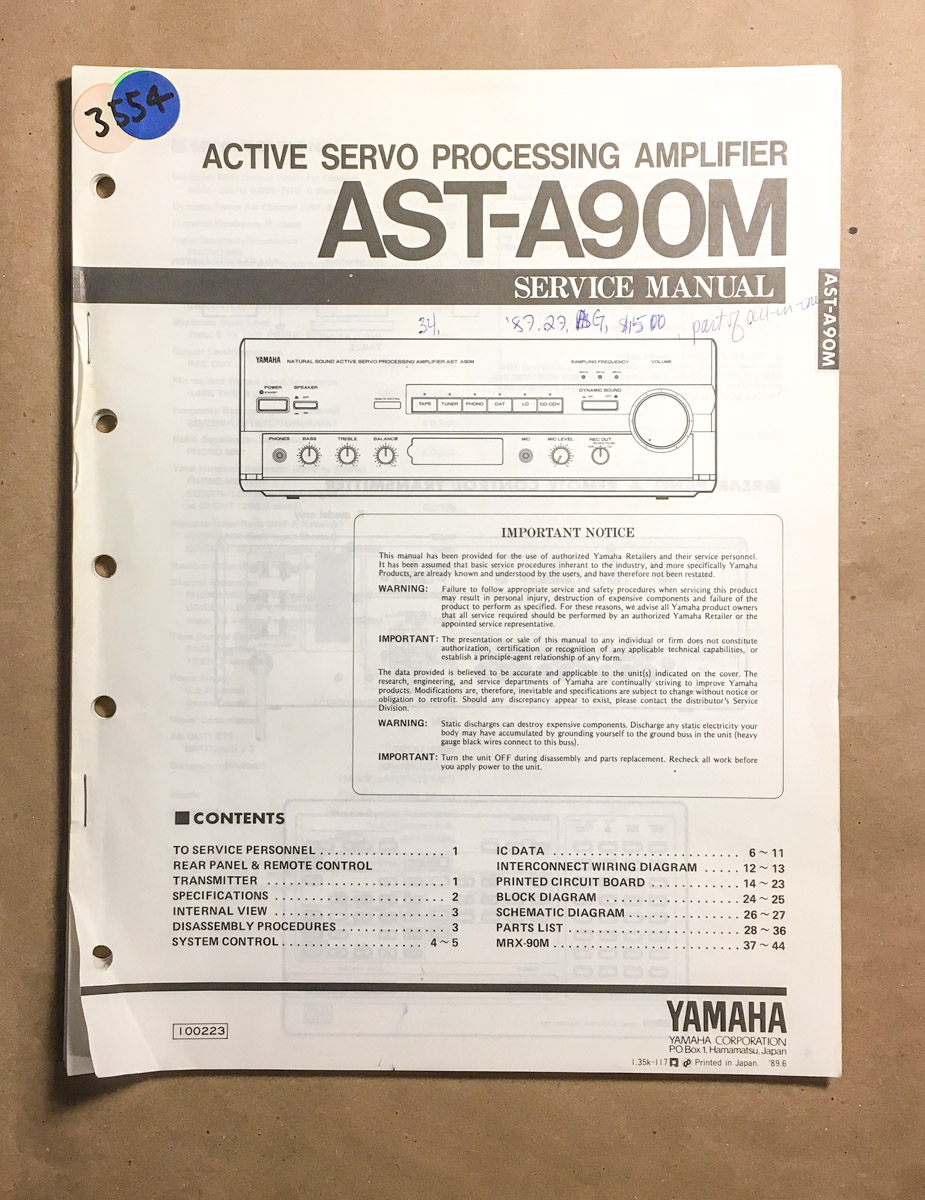 3554
ACTIVE SERVO PROCESSING AMPLIFIER
AST-A90M
SERVICE MANUAL
AST-A90M
34, '87.27, $15.00 part of all-in-one
YAMAHA NATURAL SOUND ACTIVE SERVO PROCESSING AMPLIFIER AST A90M
SAMPLING FREQUENCY VOLUME
POWER SPEAKER
STANDBY OFF
ON
DYNAMIC SOUND
TAPE TUNER PHONO DAT LD CD/CDV
PHONES BASS TREBLE BALANCE MIC MIC LEVEL REC OUT
IMPORTANT NOTICE
This manual has been provided for the use of authorized Yamaha Retailers and their service personnel.
It has been assumed that basic service procedures inherant to the industry, and more specifically Yamaha
Products, are already known and understood by the users, and have therefore not been restated.
WARNING: Failure to follow appropriate service and safety procedures when servicing this product
may result in personal injury, destruction of expensive components and failure of the
product to perform as specified. For these reasons, we advise all Yamaha product owners
that all service required should be performed by an authorized Yamaha Retailer or the
appointed service representative.
IMPORTANT: The presentation or sale of this manual to any individual or firm does not constitute
authorization, certification or recognition of any applicable technical capabilities, or
establish a principle-agent relationship of any form.
The data provided is believed to be accurate and applicable to the unit(s) indicated on the cover. The
research, engineering, and service departments of Yamaha are continually striving to improve Yamaha
products. Modifications are, therefore, inevitable and specifications are subject to change without notice or
obligation to retrofit. Should any discrepancy appear to exist, please contact the distributor's Service
Division.
WARNING: Static discharges can destroy expensive components. Discharge any static electricity your
body may have accumulated by grounding yourself to the ground buss in the unit (heavy
gauge black wires connect to this buss).
IMPORTANT: Turn the unit OFF during disassembly and parts replacement. Recheck all work before
you apply power to the unit.
■CONTENTS
TO SERVICE PERSONNEL . . . . . . . . . . . . . . . . . 1
REAR PANEL & REMOTE CONTROL
TRANSMITTER . . . . . . . . . . . . . . . . . . . . . . . . 1
SPECIFICATIONS . . . . . . . . . . . . . . . . . . . . . . . 2
INTERNAL VIEW . . . . . . . . . . . . . . . . . . . . . . . 3
DISASSEMBLY PROCEDURES . . . . . . . . . . . . . . . 3
SYSTEM CONTROL . . . . . . . . . . . . . . . . . . . 4 ~ 5
IC DATA . . . . . . . . . . . . . . . . . . . . . . . . . 6 ~ 11
INTERCONNECT WIRING DIAGRAM . . . . . 12 ~ 13
PRINTED CIRCUIT BOARD . . . . . . . . . . . . 14 ~ 23
BLOCK DIAGRAM . . . . . . . . . . . . . . . . . . . 24 ~ 25
SCHEMATIC DIAGRAM . . . . . . . . . . . . . . . 26 ~ 27
PARTS LIST . . . . . . . . . . . . . . . . . . . . . . . 28 ~ 36
MRX-90M . . . . . . . . . . . . . . . . . . . . . . . . . 37 ~ 44
100223
YAMAHA
YAMAHA CORPORATION
P.O.Box 1, Hamamatsu, Japan
1.35k-117 Printed in Japan. '89.6